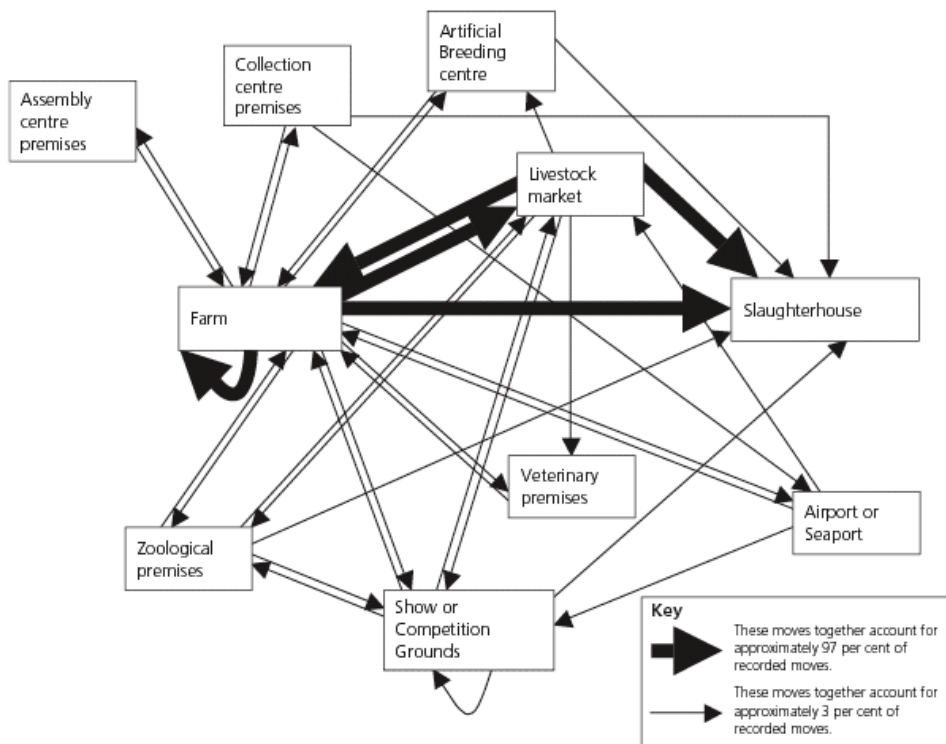 Artificial
Breeding
centre
Collection
centre
premises
Assembly
centre
premises
Livestock
market
Farm
Slaughterhouse
Veterinary
premises
Airport or
Seaport
Zoological
premises
Show or
Competition
Grounds
Key
These moves together account for
approximately 97 per cent of
recorded moves.
These moves together account for
approximately 3 per cent of
recorded moves.